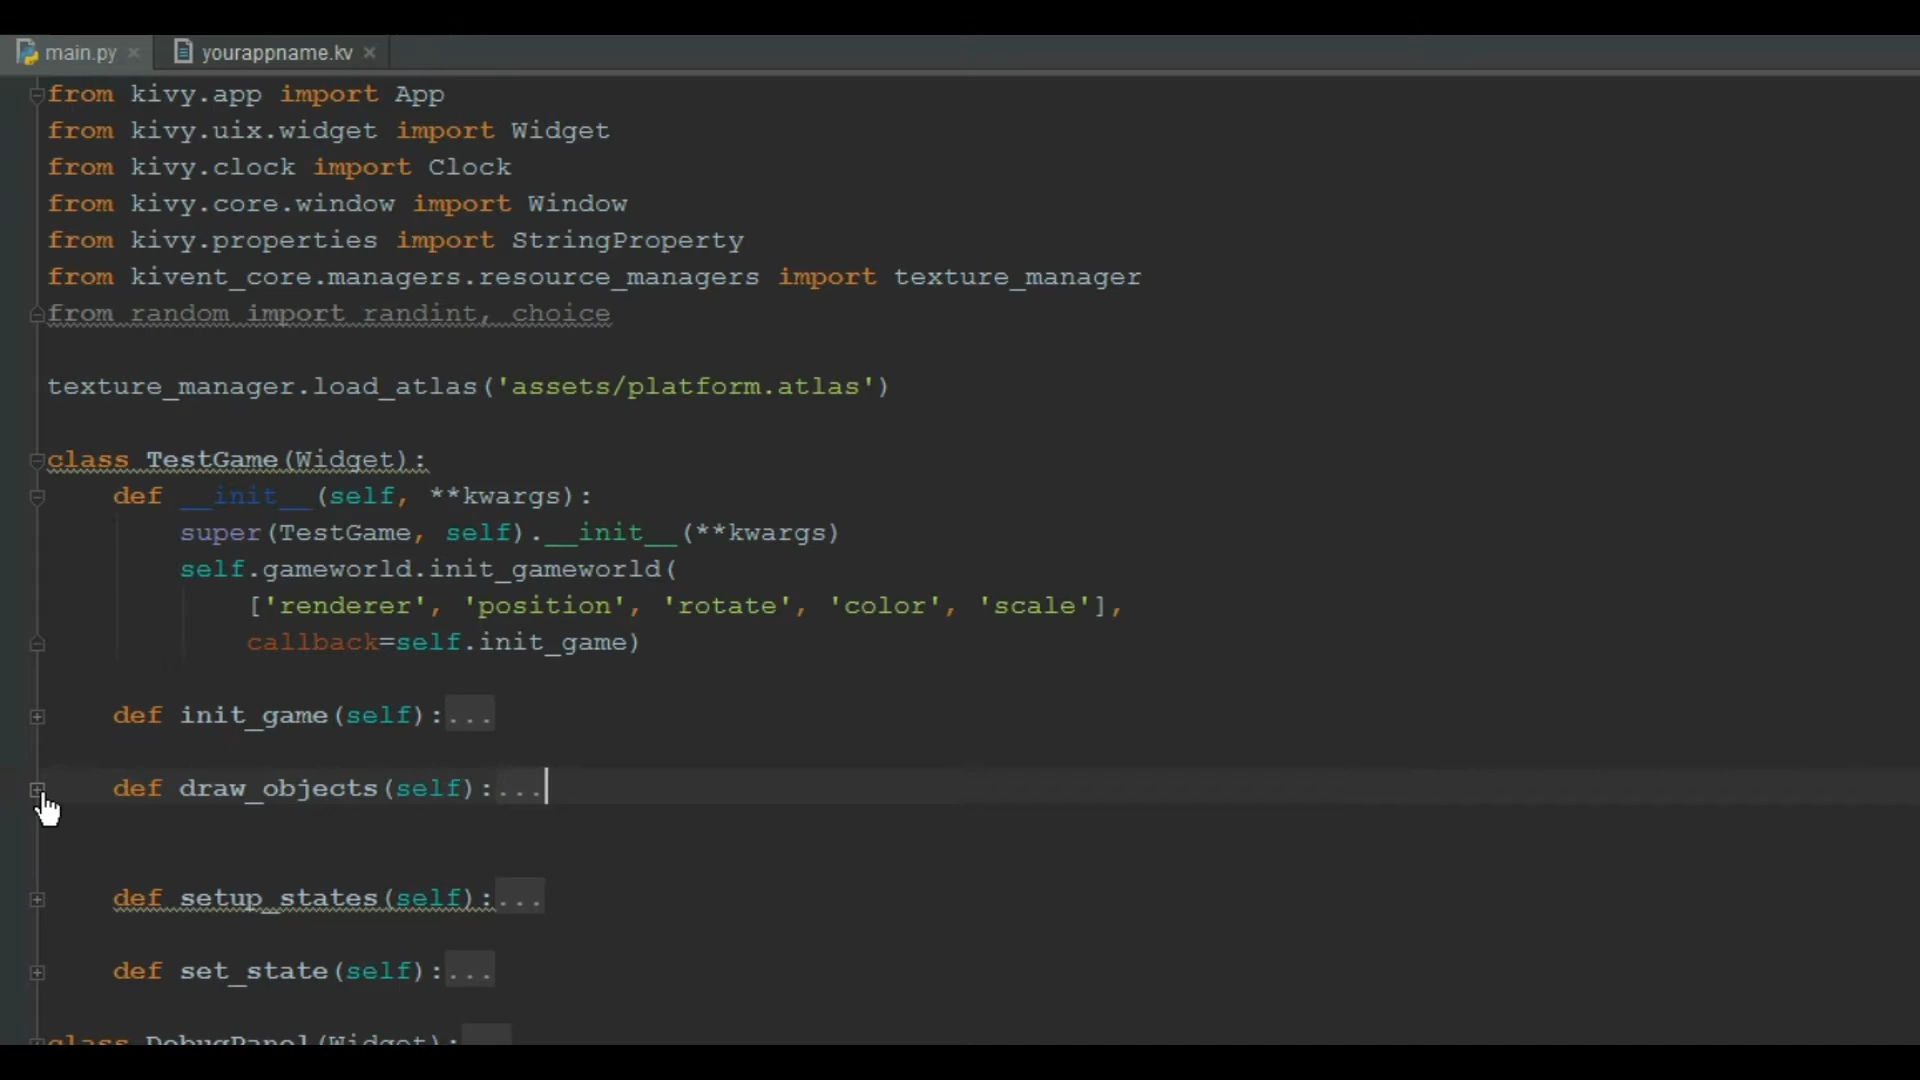 main.py yourappname.kv
from kivy.app import App
from kivy.uix.widget import Widget
from kivy.clock import Clock
from kivy.core.window import Window
from kivy.properties import StringProperty
from kivent_core.managers.resource_managers import texture_manager
from random import randint, choice
texture_manager.load_atlas('assets/platform.atlas')
class TestGame(Widget):
def __init__(self, **kwargs):
super(TestGame, self).__init__(**kwargs)
self.gameworld.init_gameworld(
['renderer', 'position', 'rotate', 'color', 'scale'],
callback=self.init_game)
def init_game(self):...
def draw_objects(self):...
def setup_states(self):...
def set_state(self):...
class DebugPanel(Widget):